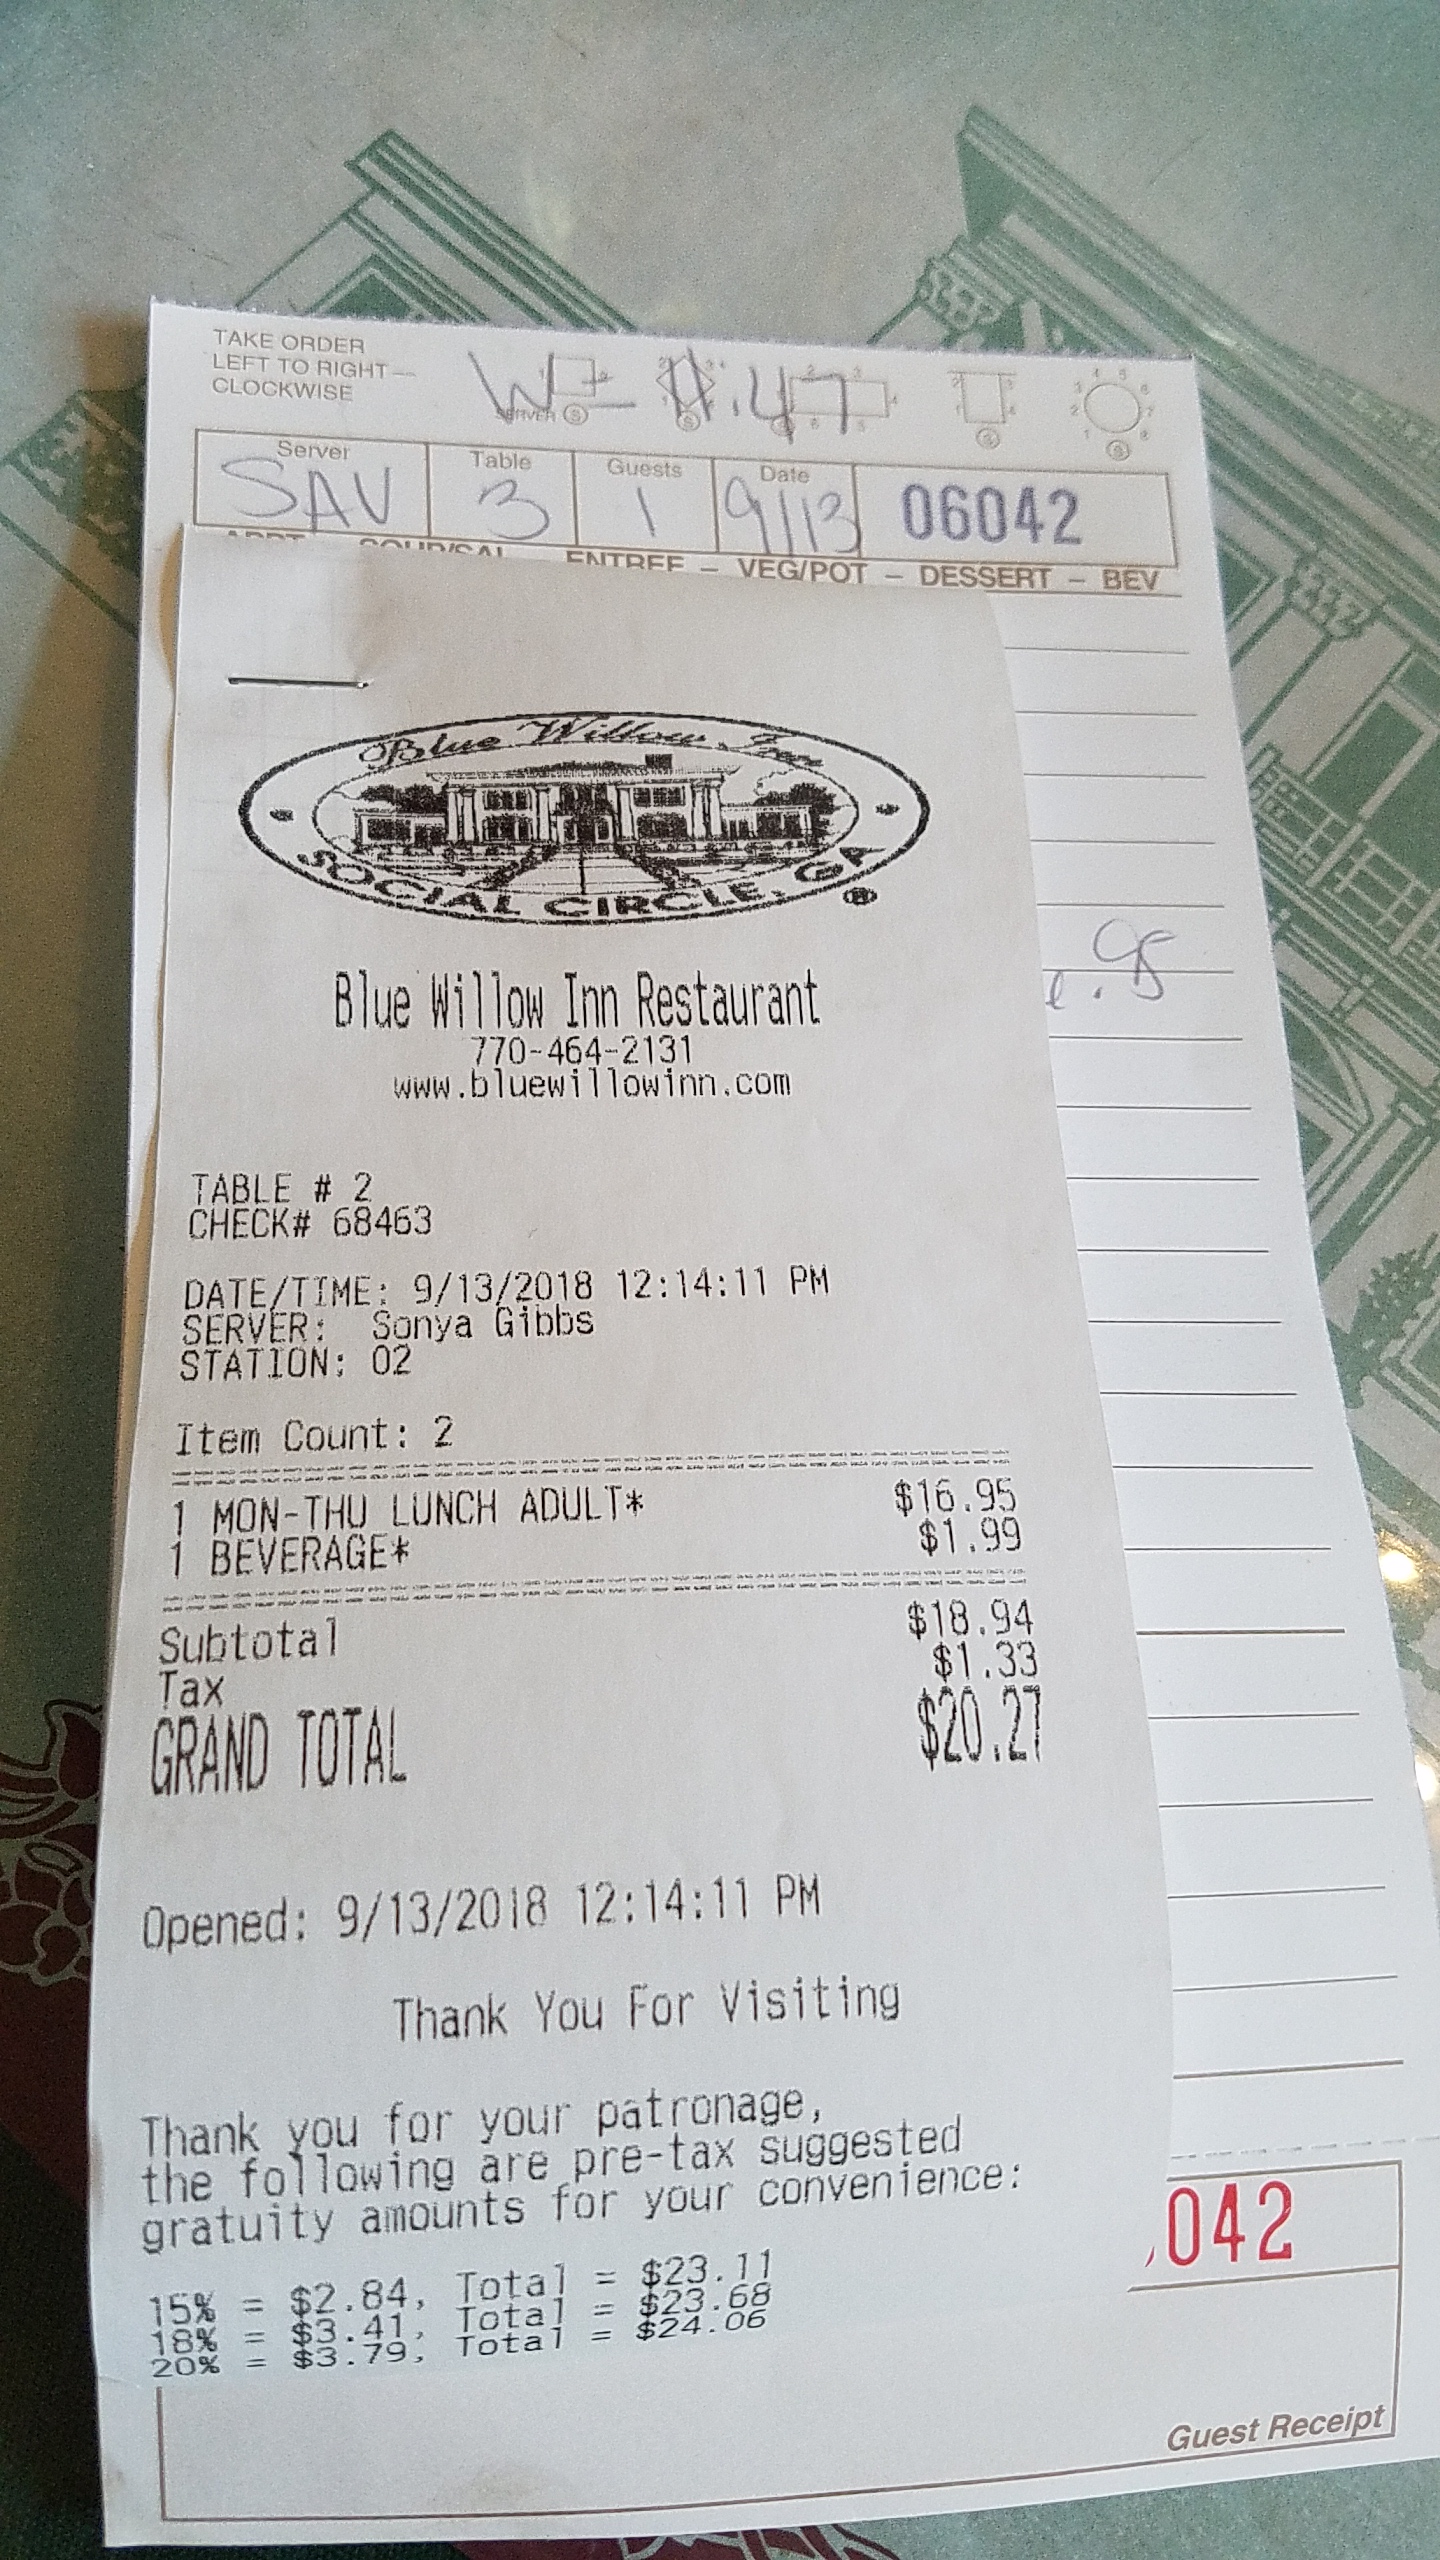 TAKE ORDER
LEFT TO RIGHT—
CLOCKWISE
SERVER S
Server Table Guests Date
SAV 3 1 9/13 06042
ENTREE – VEG/POT – DESSERT – BEV
Blue Willow Inn
SOCIAL CIRCLE, GA ®
Blue Willow Inn Restaurant
770-464-2131
www.bluewillowinn.com
TABLE # 2
CHECK# 68463
DATE/TIME: 9/13/2018 12:14:11 PM
SERVER: Sonya Gibbs
STATION: 02
Item Count: 2
1 MON-THU LUNCH ADULT* $16.95
1 BEVERAGE* $1.99
Subtotal $18.94
Tax $1.33
GRAND TOTAL $20.27
Opened: 9/13/2018 12:14:11 PM
Thank You For Visiting
Thank you for your patronage,
the following are pre-tax suggested
gratuity amounts for your convenience:
15% = $2.84, Total = $23.11
18% = $3.41, Total = $23.68
20% = $3.79, Total = $24.06
042
Guest Receipt